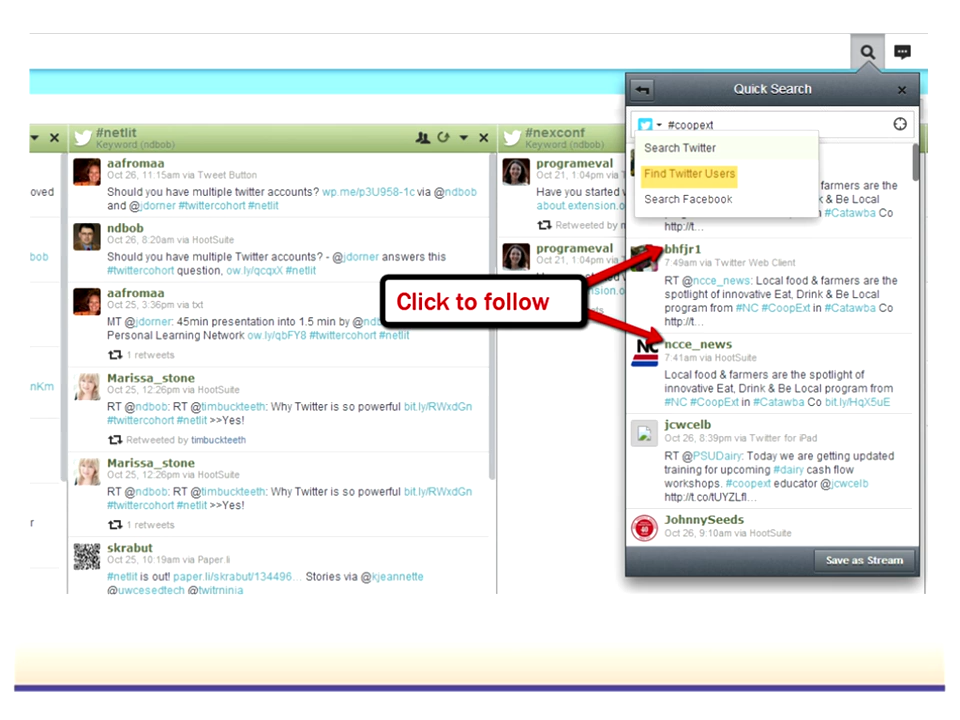 Quick Search
#coopext
Search Twitter
Find Twitter Users
Search Facebook
farmers are the
& Be Local
in #Catawba Co
http://t...
bhfjr1
7:49am via Twitter Web Client
RT @ncce_news: Local food & farmers are the
spotlight of innovative Eat, Drink & Be Local
program from #NC #CoopExt in #Catawba Co
http://t...
NC
ncce_news
7:41am via HootSuite
Local food & farmers are the spotlight of
innovative Eat, Drink & Be Local program from
#NC #CoopExt in #Catawba Co bit.ly/HqX5uE
jcwcelb
Oct 26, 8:39pm via Twitter for iPad
RT @PSUDairy: Today we are getting updated
training for upcoming #dairy cash flow
workshops. #coopext educator @jcwcelb
http://t.co/tUYZLfl...
JohnnySeeds
Oct 26, 9:10am via HootSuite
Save as Stream
Click to follow
oved
bob
nKm
r
#netlit
Keyword (ndbob)
aafromaa
Oct 26, 11:15am via Tweet Button
Should you have multiple twitter accounts? wp.me/p3U958-1c via @ndbob
and @jdorner #twittercohort #netlit
ndbob
Oct 26, 8:20am via HootSuite
Should you have multiple Twitter accounts? - @jdorner answers this
#twittercohort question, ow.ly/qcqxX #netlit
aafromaa
Oct 25, 3:36pm via txt
MT @jdorner: 45min presentation into 1.5 min by @ndb
Personal Learning Network ow.ly/qbFY8 #twittercohort #netlit
1 retweets
Marissa_stone
Oct 25, 12:26pm via HootSuite
RT @ndbob: RT @timbuckteeth: Why Twitter is so powerful bit.ly/RWxdGn
#twittercohort #netlit >>Yes!
Retweeted by timbuckteeth
Marissa_stone
Oct 25, 12:26pm via HootSuite
RT @ndbob: RT @timbuckteeth: Why Twitter is so powerful bit.ly/RWxdGn
#twittercohort #netlit >>Yes!
1 retweets
skrabut
Oct 25, 10:19am via Paper.li
#netlit is out! paper.li/skrabut/134496... Stories via @kjeannette
@uwcesedtech @twitrninja
#nexconf
Keyword (ndbob)
programeval
Oct 21, 1:04pm via T
Have you started
about.extension.o
Retweeted by
programeval
Oct 21, 1:04pm via